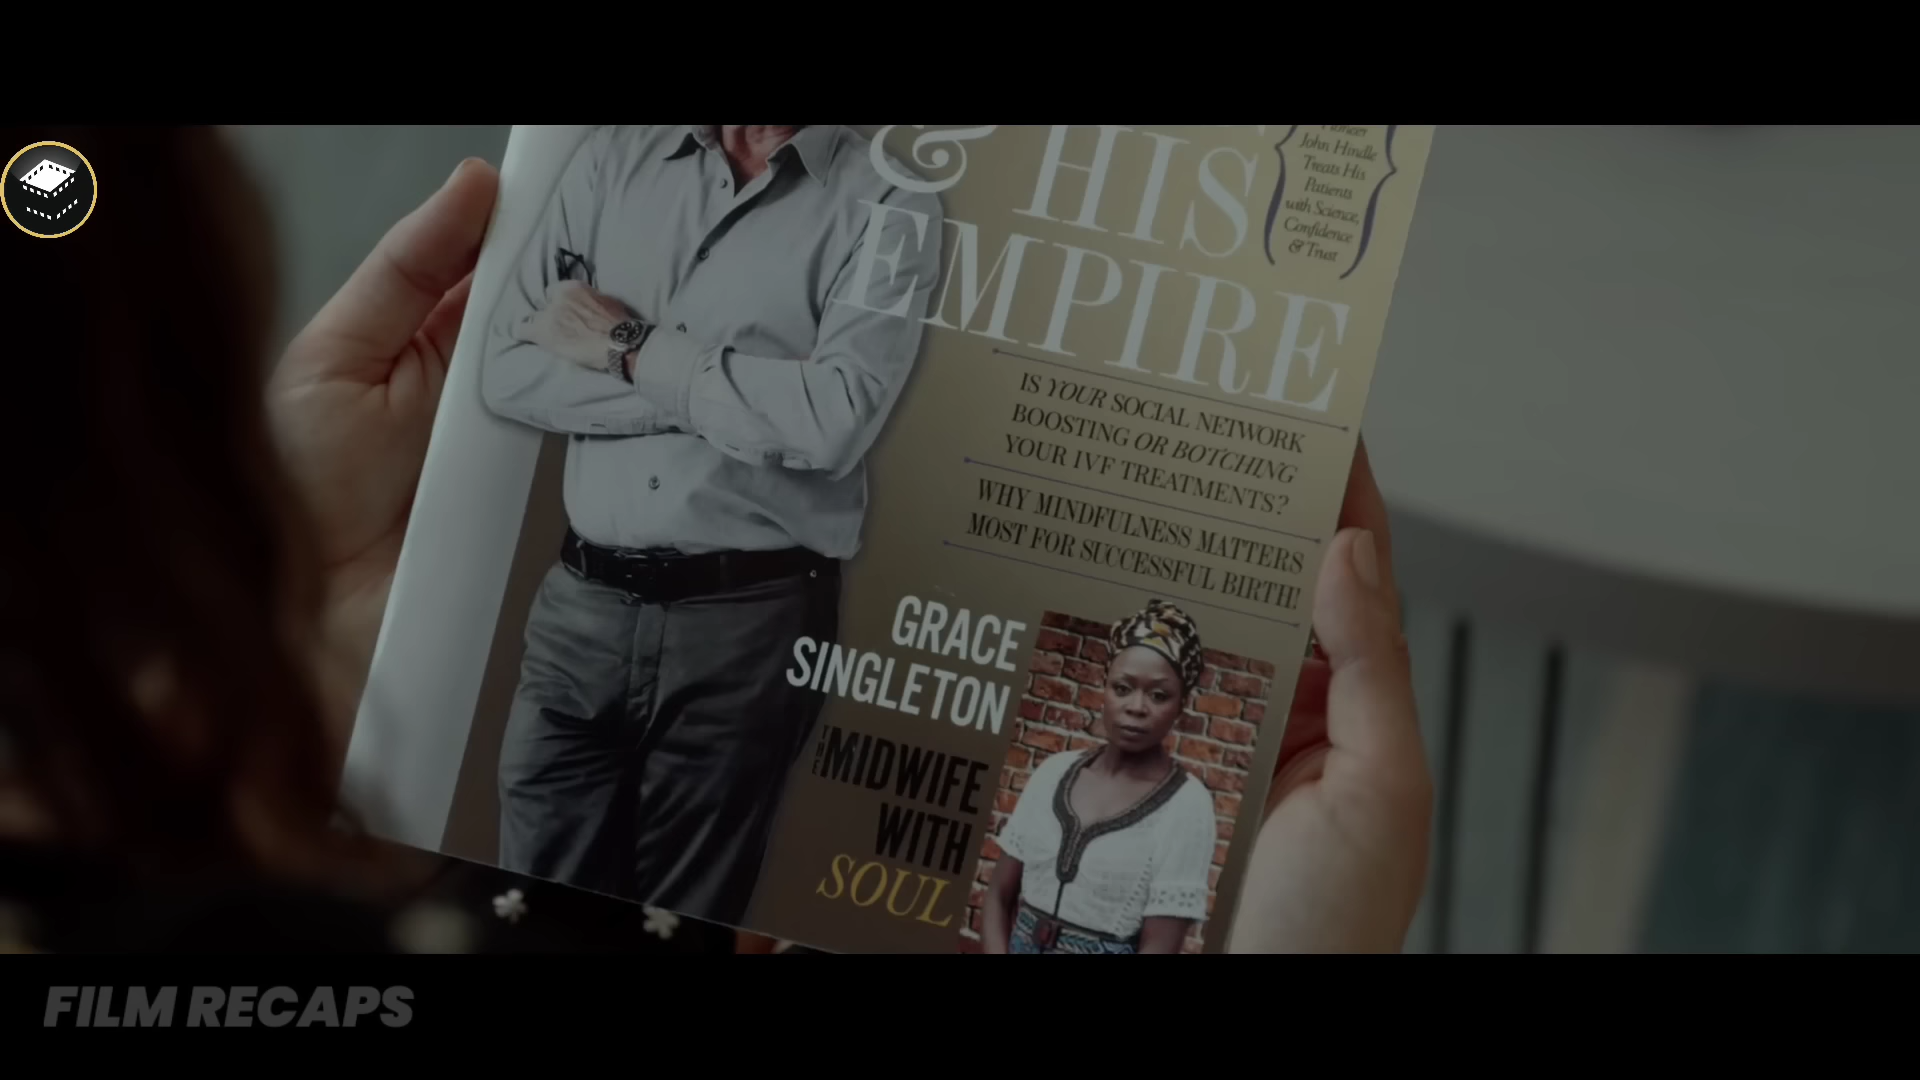 & HIS
EMPIRE
John Hindle
Treats His
Patients
with Science,
Confidence
& Trust
IS YOUR SOCIAL NETWORK
BOOSTING OR BOTCHING
YOUR IVF TREATMENTS?
WHY MINDFULNESS MATTERS
MOST FOR SUCCESSFUL BIRTH!
GRACE
SINGLETON
THE MIDWIFE
WITH
SOUL
FILM RECAPS